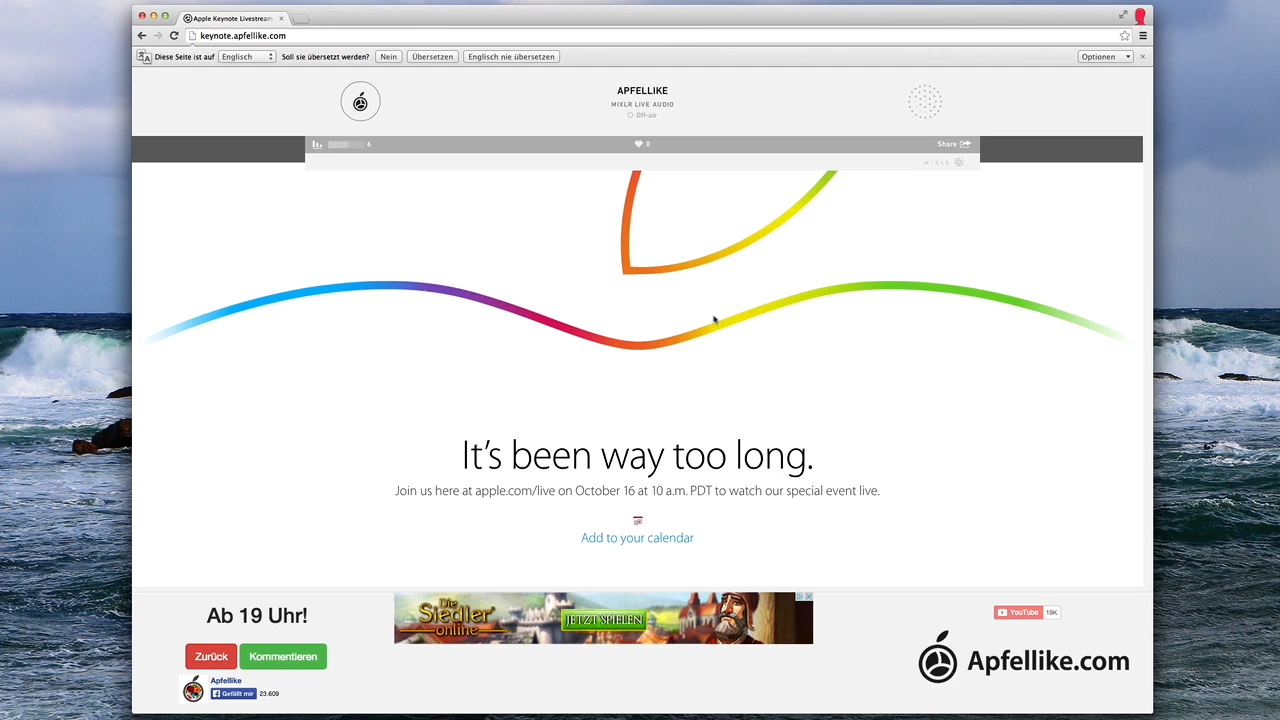 Apple Keynote Livestream
keynote.apfellike.com
Diese Seite ist auf Englisch Soll sie übersetzt werden? Nein Übersetzen Englisch nie übersetzen Optionen
APFELLIKE
MIXLR LIVE AUDIO
Off-air
6 0 Share
MIXLR
It's been way too long.
Join us here at apple.com/live on October 16 at 10 a.m. PDT to watch our special event live.
Add to your calendar
Ab 19 Uhr!
Die Siedler online
JETZT SPIELEN
YouTube 19K
Zurück Kommentieren
Apfellike.com
Apfellike
Gefällt mir 23.609